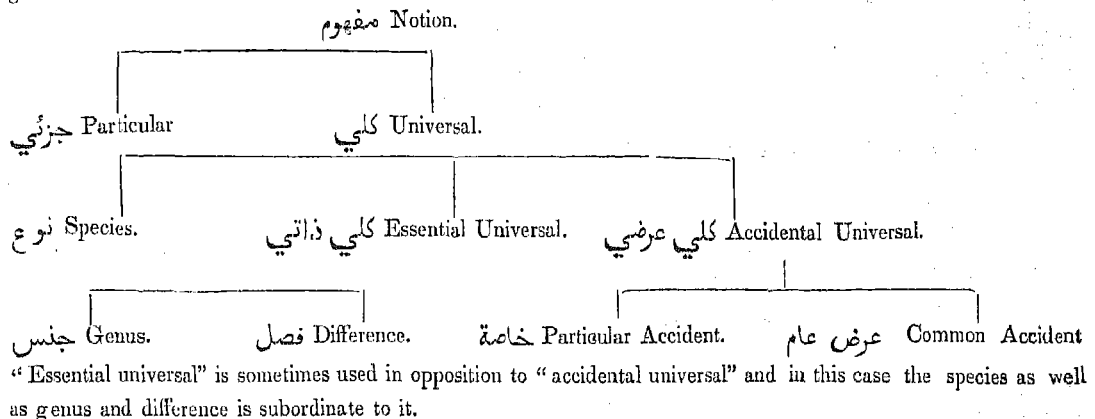 مفهوم Notion.
جزئي Particular كلي Universal.
نوع Species. كلي ذاتي Essential Universal. كلي عرضي Accidental Universal.
جنس Genus. فصل Difference. خاصة Particular Accident. عرض عام Common Accident
“Essential universal” is sometimes used in opposition to “accidental universal” and in this case the species as well
as genus and difference is subordinate to it.